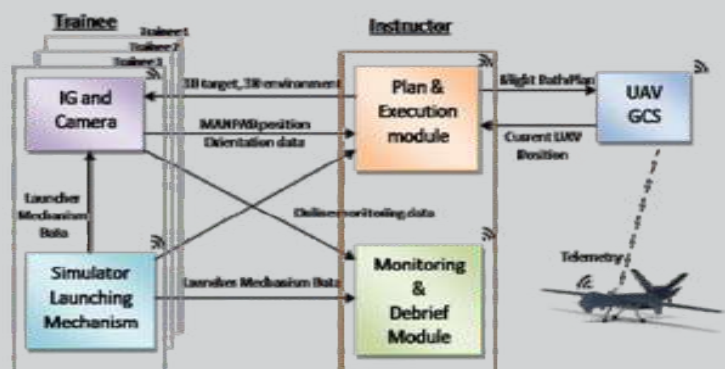 Trainee
Instructor
Trainee1
Trainee2
Trainee3
IG and
Camera
3D target, 3D environment
Plan &
Execution
module
Flight Path/Plan
UAV
GCS
MANPAD position
Orientation data
Current UAV
Position
Launcher
Mechanism
Data
Online monitoring data
Simulator
Launching
Mechanism
Launcher Mechanism Data
Monitoring
&
Debrief
Module
Telemetry